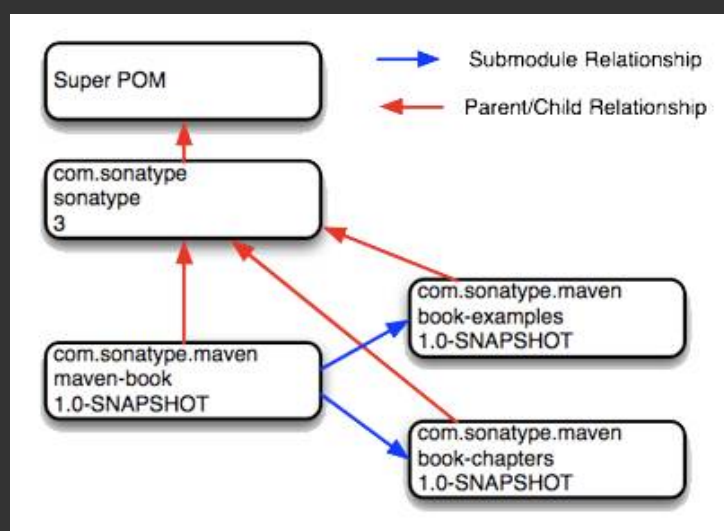 Super POM
Submodule Relationship
Parent/Child Relationship
com.sonatype
sonatype
3
com.sonatype.maven
book-examples
1.0-SNAPSHOT
com.sonatype.maven
maven-book
1.0-SNAPSHOT
com.sonatype.maven
book-chapters
1.0-SNAPSHOT